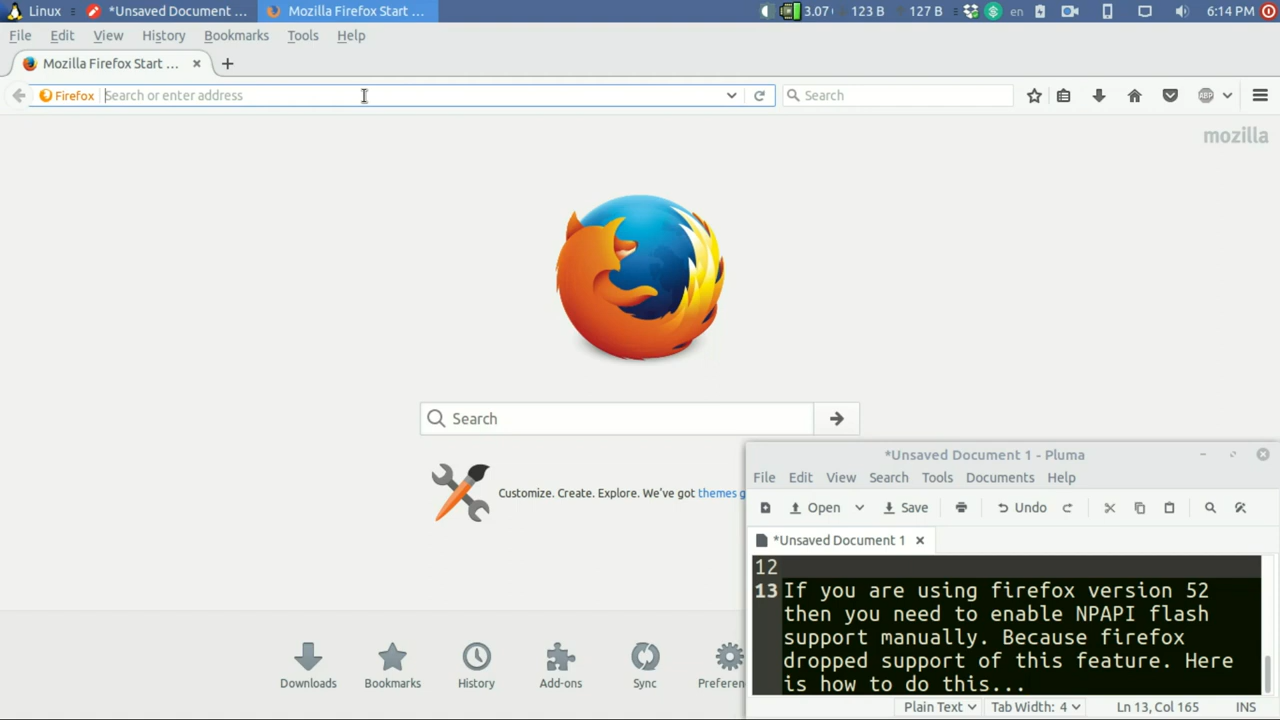 Linux *Unsaved Document ... Mozilla Firefox Start ... 3.07 123 B 127 B en 6:14 PM
File Edit View History Bookmarks Tools Help
Mozilla Firefox Start ...
Firefox Search or enter address Search ABP
mozilla
Search
Customize. Create. Explore. We've got themes g
Downloads Bookmarks History Add-ons Sync Preferen
*Unsaved Document 1 - Pluma
File Edit View Search Tools Documents Help
Open Save Undo
*Unsaved Document 1
12
13 If you are using firefox version 52
then you need to enable NPAPI flash
support manually. Because firefox
dropped support of this feature. Here
is how to do this...
Plain Text Tab Width: 4 Ln 13, Col 165 INS